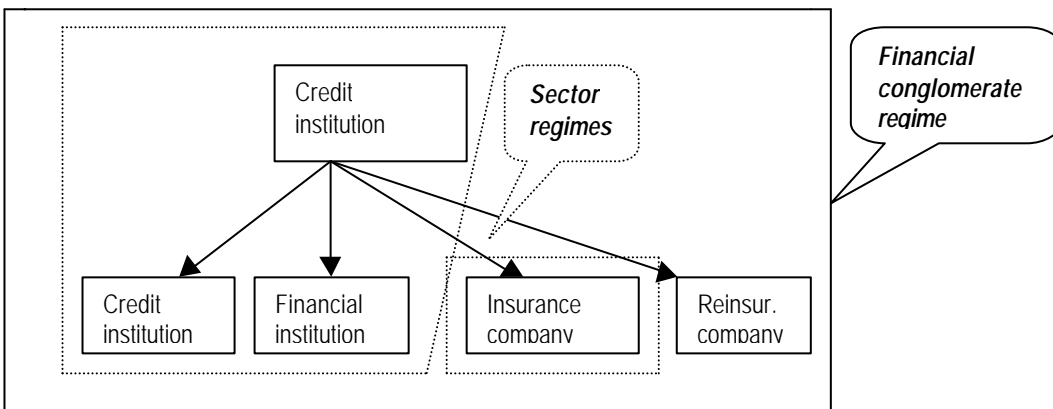 Credit
institution
Sector
regimes
Financial
conglomerate
regime
Credit
institution
Financial
institution
Insurance
company
Reinsur.
company